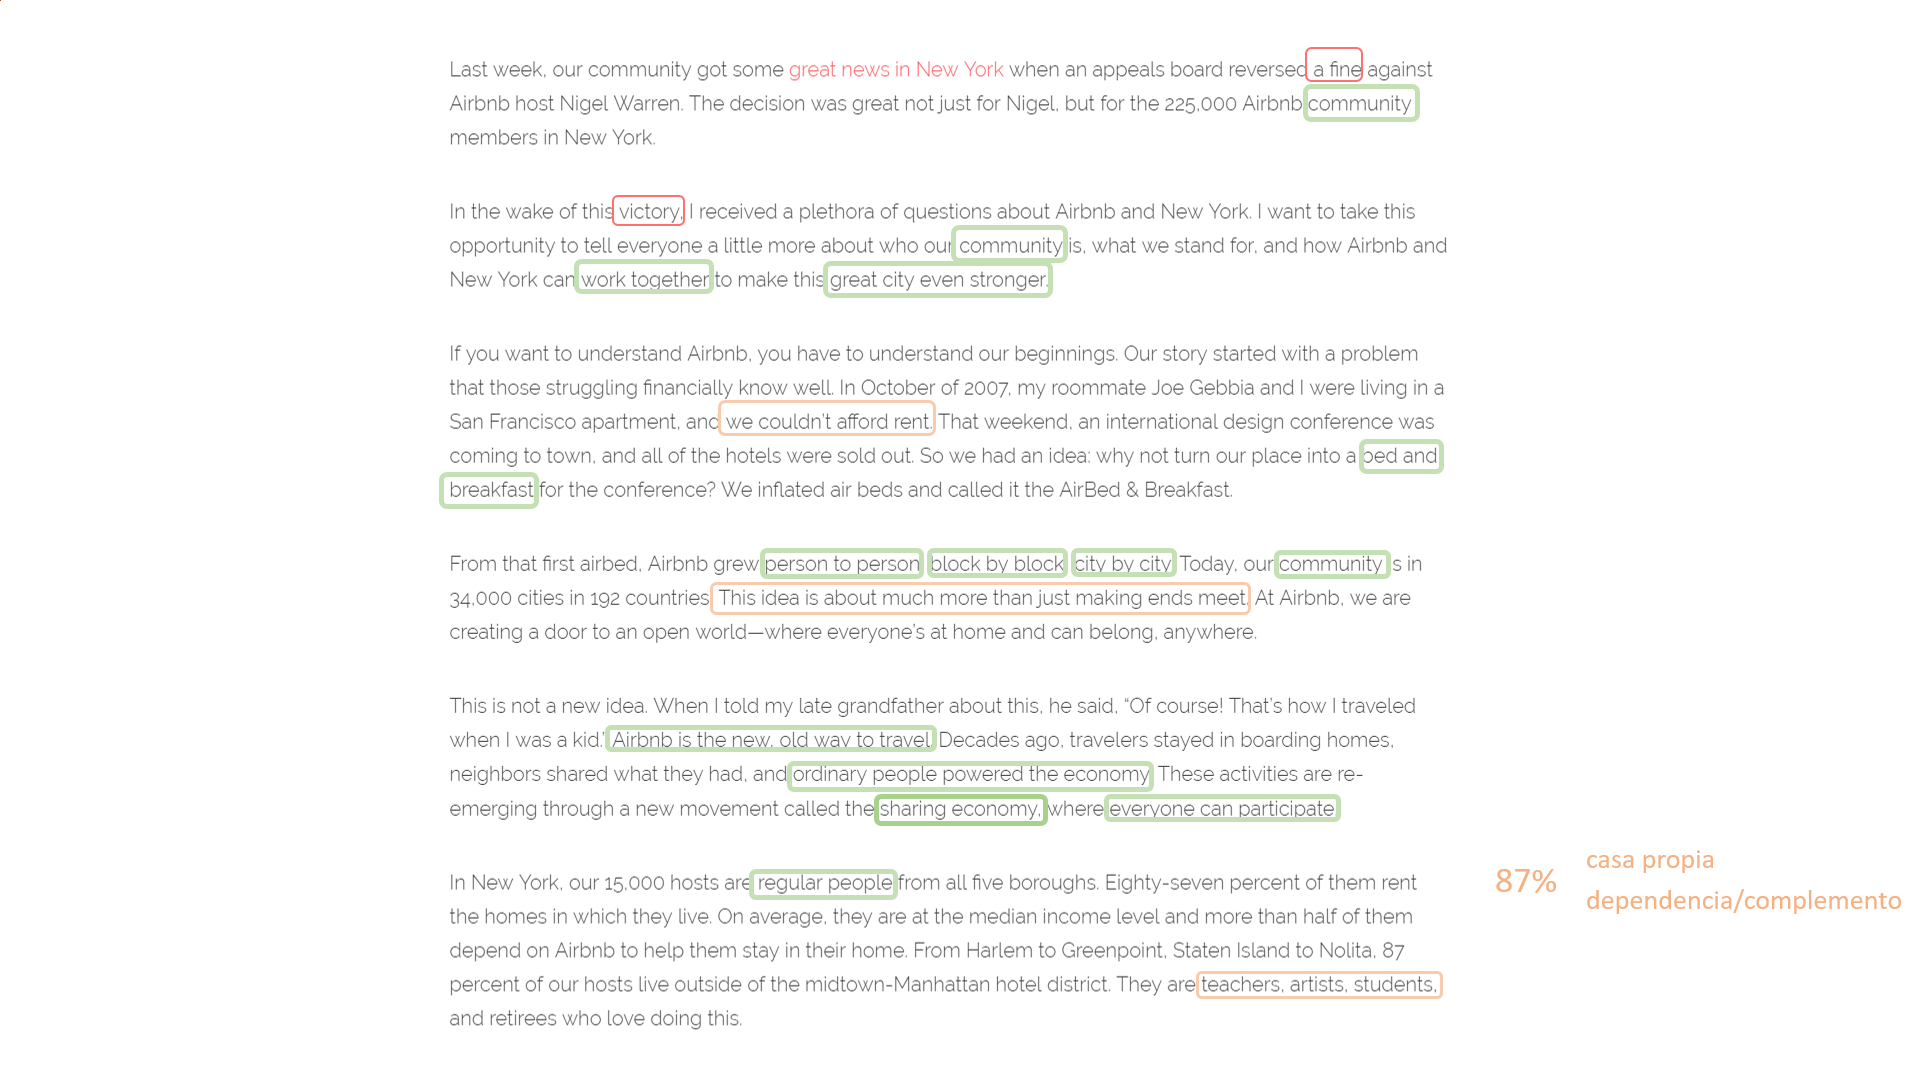 Last week, our community got some great news in New York when an appeals board reversed a fine against
Airbnb host Nigel Warren. The decision was great not just for Nigel, but for the 225,000 Airbnb community
members in New York.
In the wake of this victory, I received a plethora of questions about Airbnb and New York. I want to take this
opportunity to tell everyone a little more about who our community is, what we stand for, and how Airbnb and
New York can work together to make this great city even stronger.
If you want to understand Airbnb, you have to understand our beginnings. Our story started with a problem
that those struggling financially know well. In October of 2007, my roommate Joe Gebbia and I were living in a
San Francisco apartment, and we couldn't afford rent. That weekend, an international design conference was
coming to town, and all of the hotels were sold out. So we had an idea: why not turn our place into a bed and
breakfast for the conference? We inflated air beds and called it the AirBed & Breakfast.
From that first airbed, Airbnb grew person to person block by block city by city Today, our community s in
34,000 cities in 192 countries This idea is about much more than just making ends meet. At Airbnb, we are
creating a door to an open world—where everyone's at home and can belong, anywhere.
This is not a new idea. When I told my late grandfather about this, he said, “Of course! That's how I traveled
when I was a kid.” Airbnb is the new, old way to travel. Decades ago, travelers stayed in boarding homes,
neighbors shared what they had, and ordinary people powered the economy These activities are re-
emerging through a new movement called the sharing economy, where everyone can participate
In New York, our 15,000 hosts are regular people from all five boroughs. Eighty-seven percent of them rent
the homes in which they live. On average, they are at the median income level and more than half of them
depend on Airbnb to help them stay in their home. From Harlem to Greenpoint, Staten Island to Nolita, 87
percent of our hosts live outside of the midtown-Manhattan hotel district. They are teachers, artists, students,
and retirees who love doing this.
87%
casa propia
dependencia/complemento